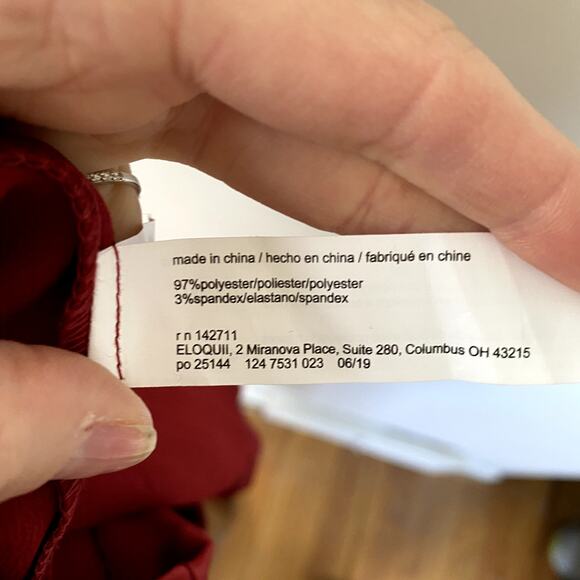 made in china / hecho en china / fabriqué en chine
97%polyester/poliester/polyester
3%spandex/elastano/spandex
r n 142711
ELOQUII, 2 Miranova Place, Suite 280, Columbus OH 43215
po 25144 124 7531 023 06/19